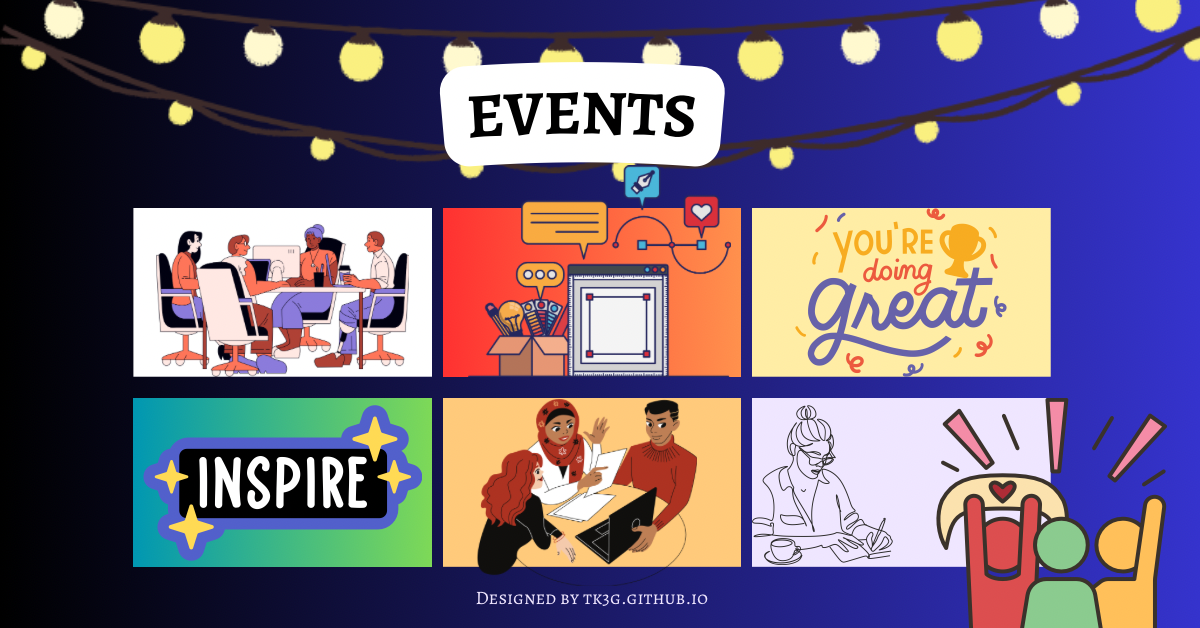 EVENTS
YOU'RE
doing
great
INSPIRE
Designed by tk3g.github.io